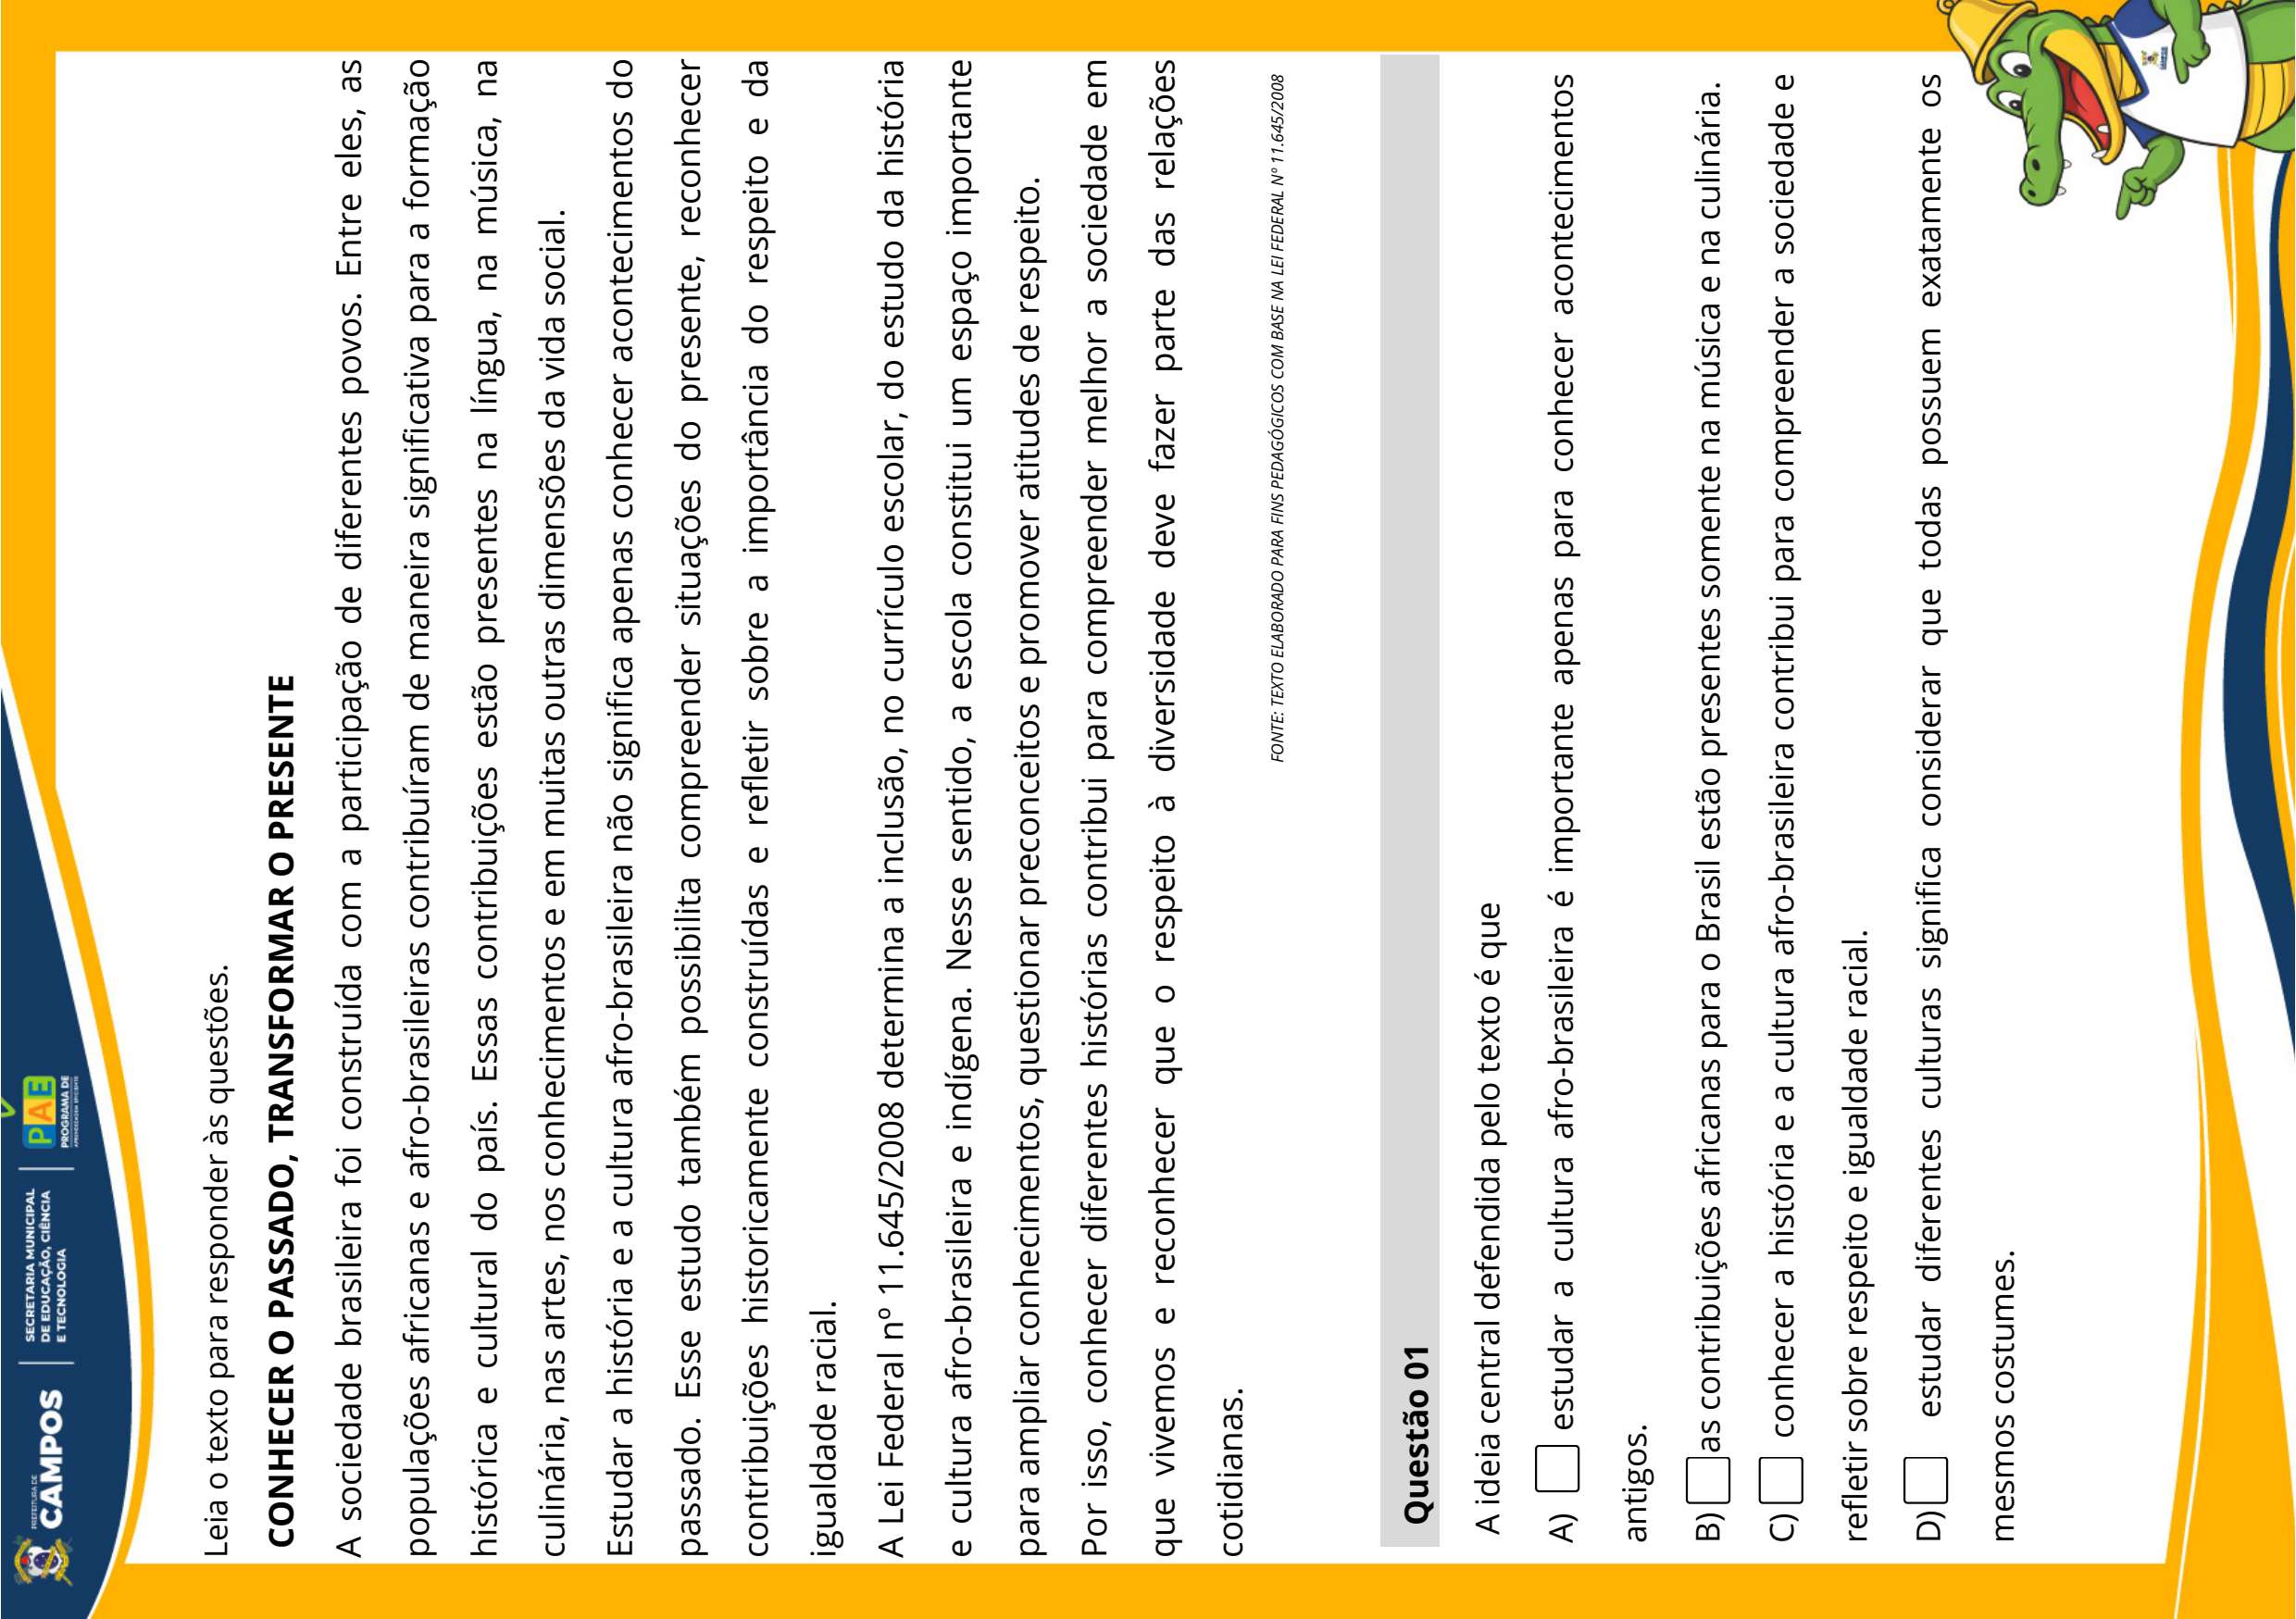 PREFEITURA DE
CAMPOS
SECRETARIA MUNICIPAL
DE EDUCAÇÃO, CIÊNCIA
E TECNOLOGIA
PAE
PROGRAMA DE
APRENDIZAGEM EFICIENTE
Leia o texto para responder às questões.
CONHECER O PASSADO, TRANSFORMAR O PRESENTE
A sociedade brasileira foi construída com a participação de diferentes povos. Entre eles, as
populações africanas e afro-brasileiras contribuíram de maneira significativa para a formação
histórica e cultural do país. Essas contribuições estão presentes na língua, na música, na
culinária, nas artes, nos conhecimentos e em muitas outras dimensões da vida social.
Estudar a história e a cultura afro-brasileira não significa apenas conhecer acontecimentos do
passado. Esse estudo também possibilita compreender situações do presente, reconhecer
contribuições historicamente construídas e refletir sobre a importância do respeito e da
igualdade racial.
A Lei Federal nº 11.645/2008 determina a inclusão, no currículo escolar, do estudo da história
e cultura afro-brasileira e indígena. Nesse sentido, a escola constitui um espaço importante
para ampliar conhecimentos, questionar preconceitos e promover atitudes de respeito.
Por isso, conhecer diferentes histórias contribui para compreender melhor a sociedade em
que vivemos e reconhecer que o respeito à diversidade deve fazer parte das relações
cotidianas.
FONTE: TEXTO ELABORADO PARA FINS PEDAGÓGICOS COM BASE NA LEI FEDERAL Nº 11.645/2008
Questão 01
A ideia central defendida pelo texto é que
A) estudar a cultura afro-brasileira é importante apenas para conhecer acontecimentos
antigos.
B) as contribuições africanas para o Brasil estão presentes somente na música e na culinária.
C) conhecer a história e a cultura afro-brasileira contribui para compreender a sociedade e
refletir sobre respeito e igualdade racial.
D) estudar diferentes culturas significa considerar que todas possuem exatamente os
mesmos costumes.